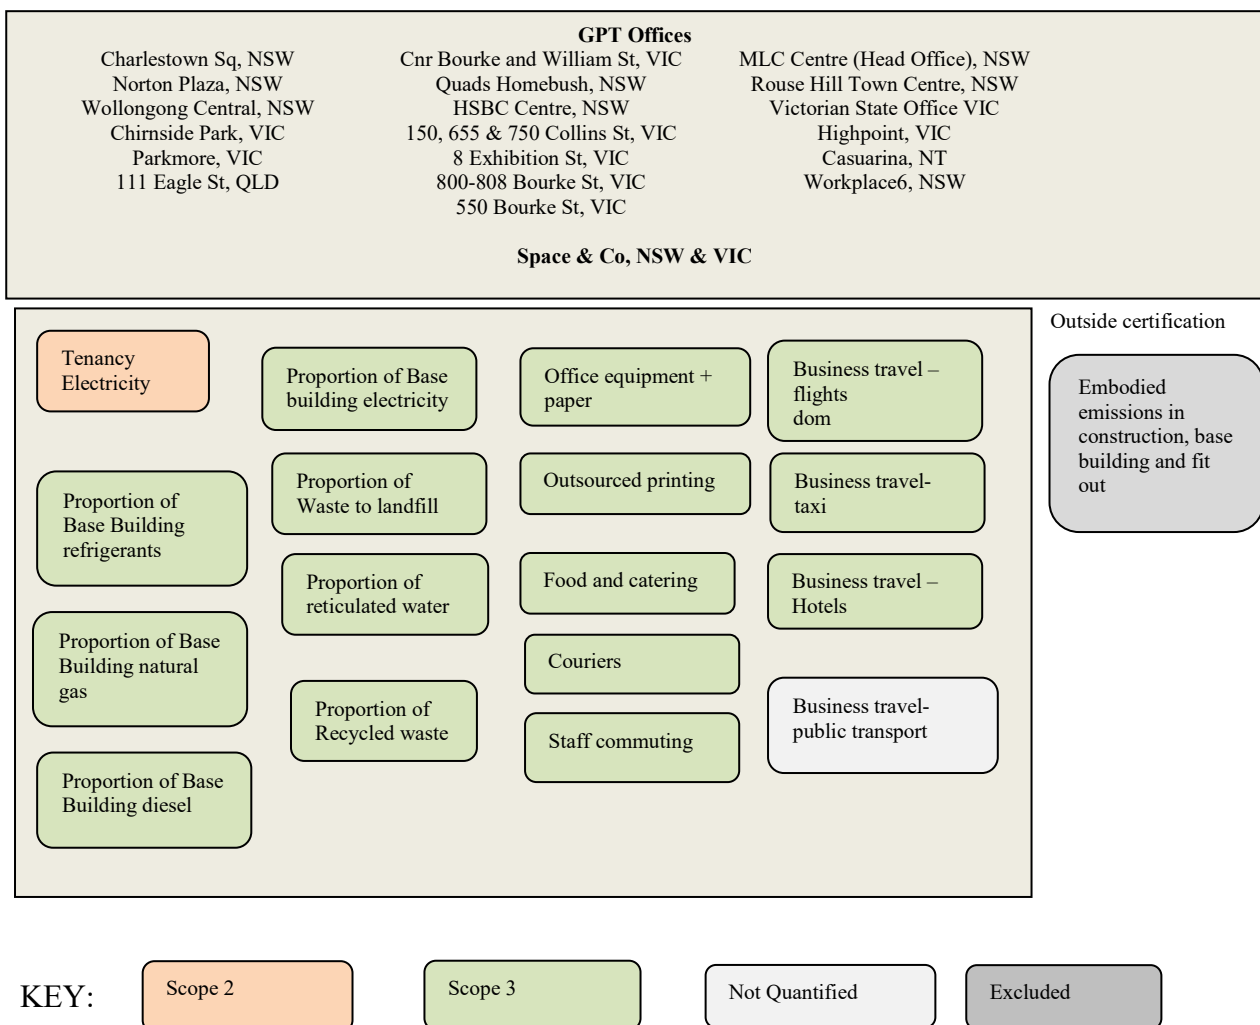 GPT Offices
Charlestown Sq, NSW
Norton Plaza, NSW
Wollongong Central, NSW
Chirnside Park, VIC
Parkmore, VIC
111 Eagle St, QLD
Cnr Bourke and William St, VIC
Quads Homebush, NSW
HSBC Centre, NSW
150, 655 & 750 Collins St, VIC
8 Exhibition St, VIC
800-808 Bourke St, VIC
550 Bourke St, VIC
MLC Centre (Head Office), NSW
Rouse Hill Town Centre, NSW
Victorian State Office VIC
Highpoint, VIC
Casuarina, NT
Workplace6, NSW
Space & Co, NSW & VIC
Tenancy
Electricity
Proportion of
Base Building
refrigerants
Proportion of Base
Building natural
gas
Proportion of Base
Building diesel
Proportion of Base
building electricity
Proportion of
Waste to landfill
Proportion of
reticulated water
Proportion of
Recycled waste
Office equipment +
paper
Outsourced printing
Food and catering
Couriers
Staff commuting
Business travel –
flights
dom
Business travel-
taxi
Business travel –
Hotels
Business travel-
public transport
Outside certification
Embodied
emissions in
construction, base
building and fit
out
KEY:
Scope 2
Scope 3
Not Quantified
Excluded